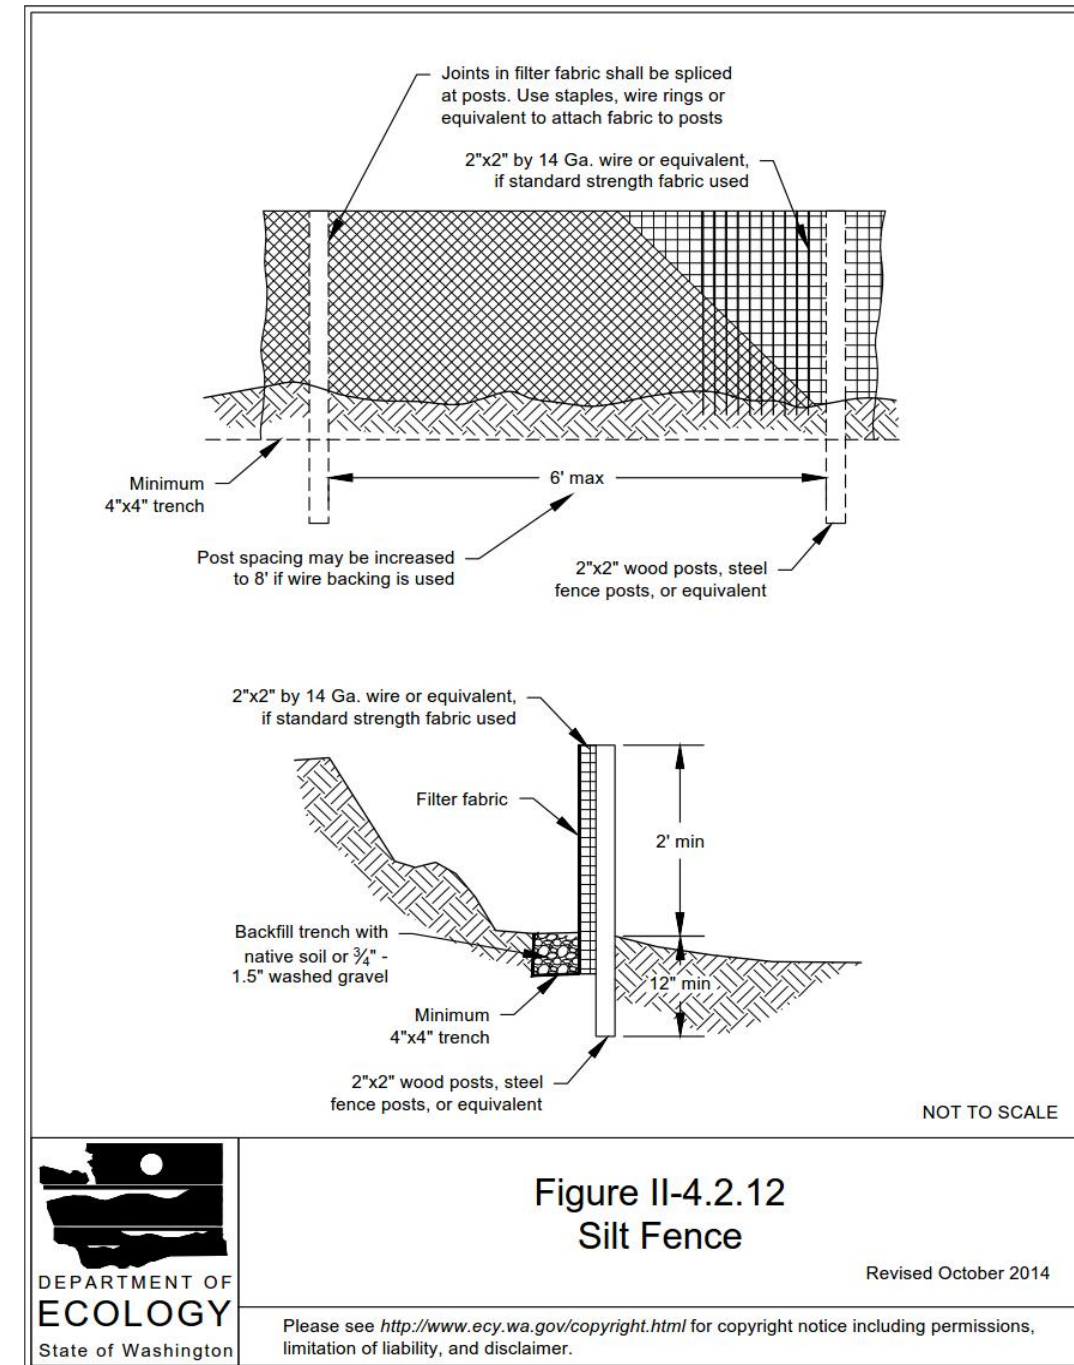 Joints in filter fabric shall be spliced
at posts. Use staples, wire rings or
equivalent to attach fabric to posts
2"x2" by 14 Ga. wire or equivalent,
if standard strength fabric used
Minimum
4"x4" trench
6' max
Post spacing may be increased
to 8' if wire backing is used
2"x2" wood posts, steel
fence posts, or equivalent
2"x2" by 14 Ga. wire or equivalent,
if standard strength fabric used
Filter fabric
2' min
Backfill trench with
native soil or ¾" -
1.5" washed gravel
12" min
Minimum
4"x4" trench
2"x2" wood posts, steel
fence posts, or equivalent
NOT TO SCALE
Figure II-4.2.12
Silt Fence
Revised October 2014
DEPARTMENT OF
ECOLOGY
State of Washington
Please see http://www.ecy.wa.gov/copyright.html for copyright notice including permissions,
limitation of liability, and disclaimer.